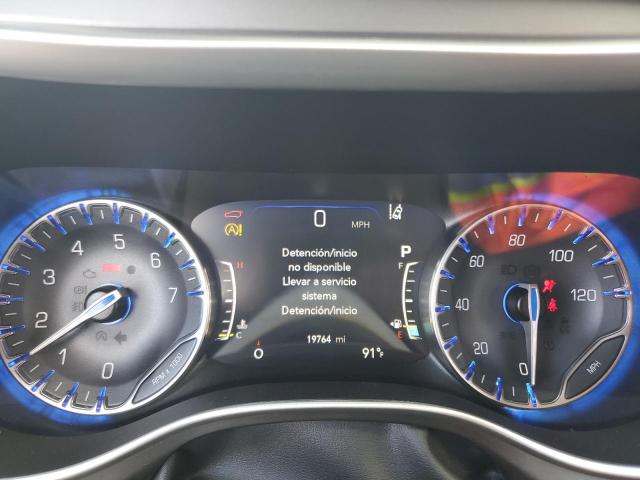 0 MPH
Detención/inicio
no disponible
Llevar a servicio
sistema
Detención/inicio
P
H
C
F
E
19764 mi
O 91°F
0
1
2
3
4
5
6
7
RPM x 1000
0
20
40
60
80
100
120
MPH